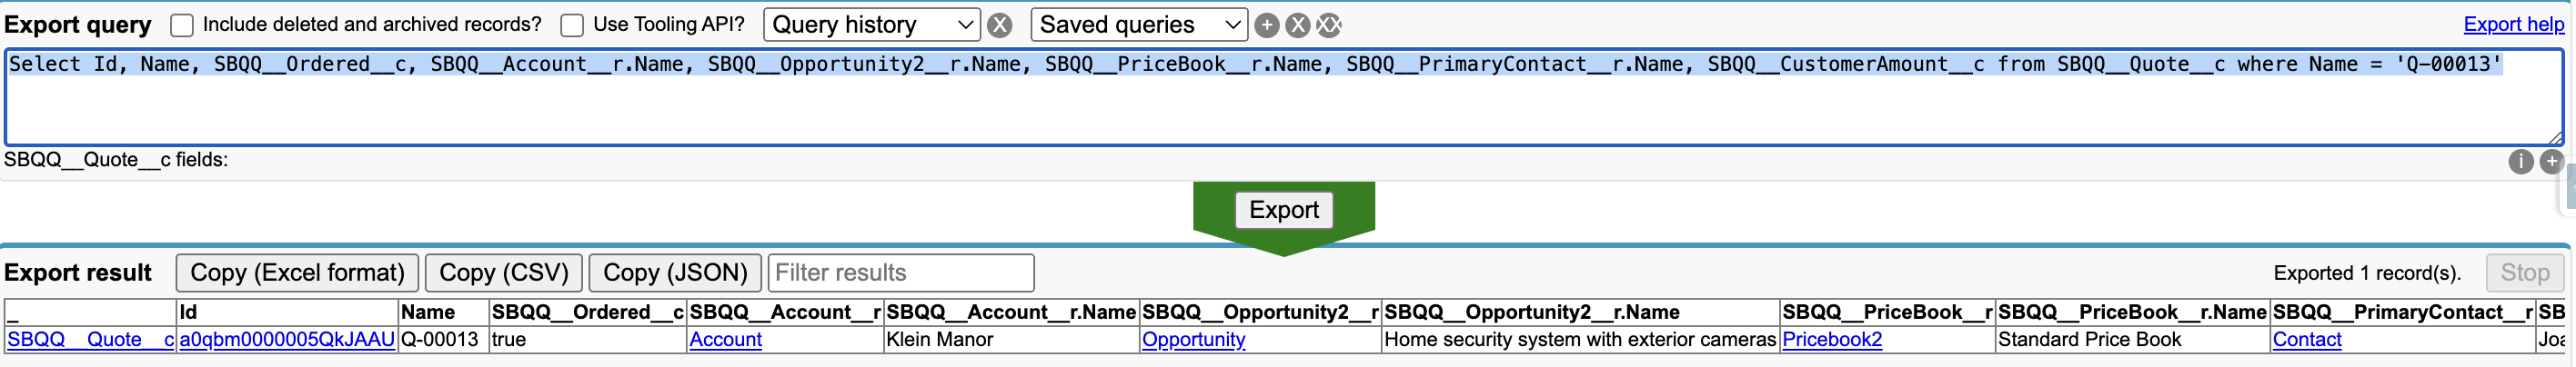 Export query Include deleted and archived records? Use Tooling API? Query history X Saved queries + X XX Export help
Select Id, Name, SBQQ__Ordered__c, SBQQ__Account__r.Name, SBQQ__Opportunity2__r.Name, SBQQ__PriceBook__r.Name, SBQQ__PrimaryContact__r.Name, SBQQ__CustomerAmount__c from SBQQ__Quote__c where Name = 'Q-00013'
SBQQ__Quote__c fields: i +
Export
Export result Copy (Excel format) Copy (CSV) Copy (JSON) Filter results Exported 1 record(s). Stop
_ Id Name SBQQ__Ordered__c SBQQ__Account__r SBQQ__Account__r.Name SBQQ__Opportunity2__r SBQQ__Opportunity2__r.Name SBQQ__PriceBook__r SBQQ__PriceBook__r.Name SBQQ__PrimaryContact__r SB
SBQQ__Quote__c a0qbm0000005QkJAAU Q-00013 true Account Klein Manor Opportunity Home security system with exterior cameras Pricebook2 Standard Price Book Contact